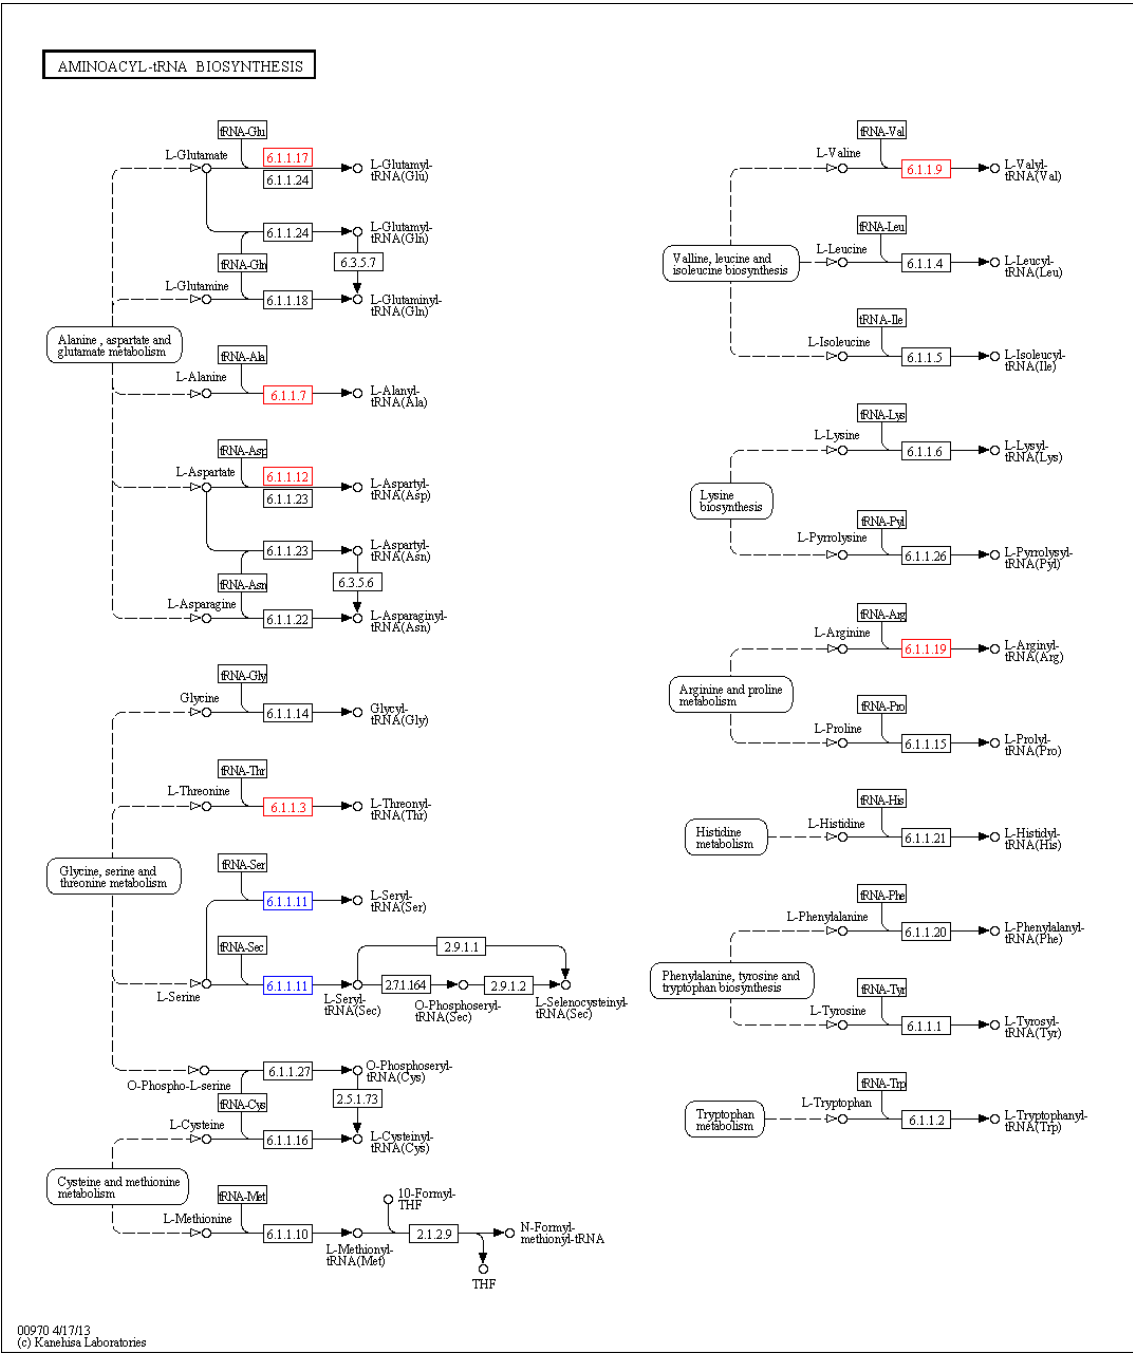 AMINOACYL-tRNA BIOSYNTHESIS
tRNA-Glu
L-Glutamate
6.1.1.17
6.1.1.24
L-Glutamyl-
tRNA(Glu)
6.1.1.24
L-Glutamyl-
tRNA(Gln)
tRNA-Gln
6.3.5.7
L-Glutamine
6.1.1.18
L-Glutaminyl-
tRNA(Gln)
Alanine , aspartate and
glutamate metabolism
tRNA-Ala
L-Alanine
6.1.1.7
L-Alanyl-
tRNA(Ala)
tRNA-Asp
L-Aspartate
6.1.1.12
6.1.1.23
L-Aspartyl-
tRNA(Asp)
6.1.1.23
L-Aspartyl-
tRNA(Asn)
tRNA-Asn
6.3.5.6
L-Asparagine
6.1.1.22
L-Asparaginyl-
tRNA(Asn)
tRNA-Gly
Glycine
6.1.1.14
Glycyl-
tRNA(Gly)
tRNA-Thr
L-Threonine
6.1.1.3
L-Threonyl-
tRNA(Thr)
Glycine, serine and
threonine metabolism
tRNA-Ser
6.1.1.11
L-Seryl-
tRNA(Ser)
tRNA-Sec
L-Serine
6.1.1.11
L-Seryl-
tRNA(Sec)
2.9.1.1
2.7.1.164
O-Phosphoseryl-
tRNA(Sec)
2.9.1.2
L-Selenocysteinyl-
tRNA(Sec)
O-Phospho-L-serine
6.1.1.27
O-Phosphoseryl-
tRNA(Cys)
tRNA-Cys
2.5.1.73
L-Cysteine
6.1.1.16
L-Cysteinyl-
tRNA(Cys)
Cysteine and methionine
metabolism
tRNA-Met
L-Methionine
6.1.1.10
L-Methionyl-
tRNA(Met)
10-Formyl-
THF
2.1.2.9
N-Formyl-
methionyl-tRNA
THF
tRNA-Val
L-Valine
6.1.1.9
L-Valyl-
tRNA(Val)
Valline, leucine and
isoleucine biosynthesis
tRNA-Leu
L-Leucine
6.1.1.4
L-Leucyl-
tRNA(Leu)
tRNA-Ile
L-Isoleucine
6.1.1.5
L-Isoleucyl-
tRNA(Ile)
tRNA-Lys
L-Lysine
6.1.1.6
L-Lysyl-
tRNA(Lys)
Lysine
biosynthesis
tRNA-Pyl
L-Pyrrolysine
6.1.1.26
L-Pyrrolysyl-
tRNA(Pyl)
tRNA-Arg
L-Arginine
6.1.1.19
L-Arginyl-
tRNA(Arg)
Arginine and proline
metabolism
tRNA-Pro
L-Proline
6.1.1.15
L-Prolyl-
tRNA(Pro)
tRNA-His
Histidine
metabolism
L-Histidine
6.1.1.21
L-Histidyl-
tRNA(His)
tRNA-Phe
L-Phenylalanine
6.1.1.20
L-Phenylalanyl-
tRNA(Phe)
Phenylalanine, tyrosine and
tryptophan biosynthesis
tRNA-Tyr
L-Tyrosine
6.1.1.1
L-Tyrosyl-
tRNA(Tyr)
tRNA-Trp
Tryptophan
metabolism
L-Tryptophan
6.1.1.2
L-Tryptophanyl-
tRNA(Trp)
00970 4/17/13
(c) Kanehisa Laboratories